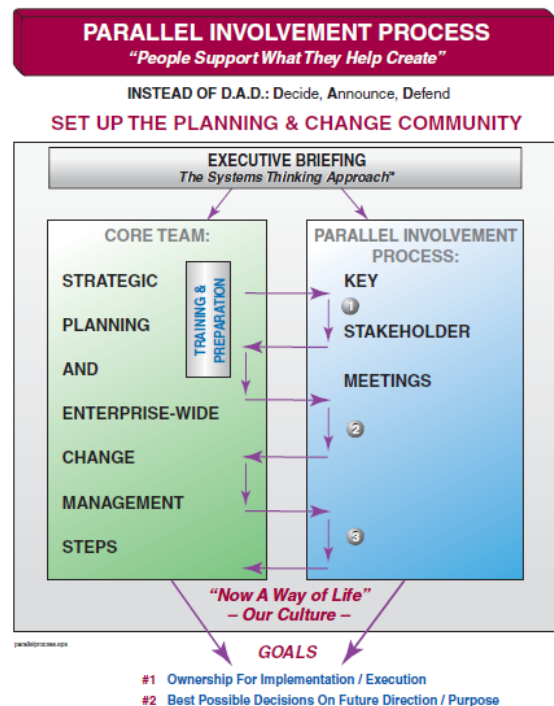 PARALLEL INVOLVEMENT PROCESS
“People Support What They Help Create”
INSTEAD OF D.A.D.: Decide, Announce, Defend
SET UP THE PLANNING & CHANGE COMMUNITY
EXECUTIVE BRIEFING
The Systems Thinking Approach®
CORE TEAM:
STRATEGIC
PLANNING
AND
ENTERPRISE-WIDE
CHANGE
MANAGEMENT
STEPS
TRAINING &
PREPARATION
PARALLEL INVOLVEMENT
PROCESS:
KEY
1
STAKEHOLDER
MEETINGS
2
3
“Now A Way of Life”
– Our Culture –
parallelprocess.eps
GOALS
#1 Ownership For Implementation / Execution
#2 Best Possible Decisions On Future Direction / Purpose